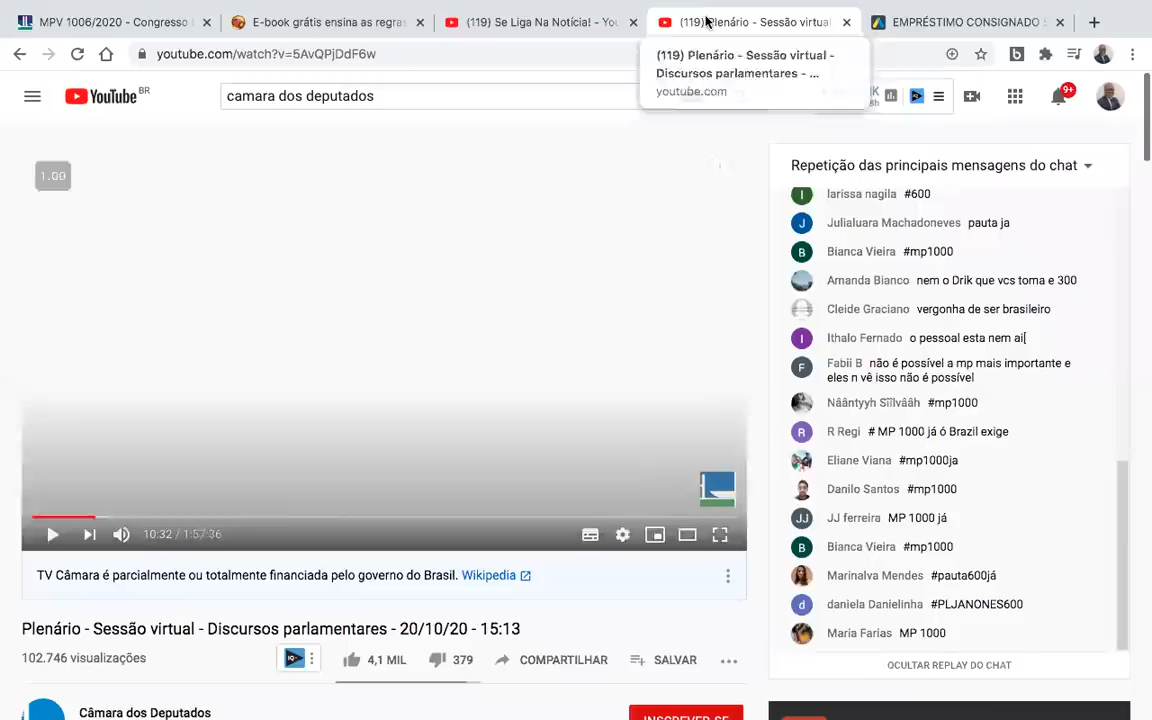 MPV 1006/2020 - Congresso
E-book grátis ensina as regras
(119) Se Liga Na Notícia! - You
(119) Plenário - Sessão virtual
EMPRÉSTIMO CONSIGNADO
youtube.com/watch?v=5AvQPjDdF6w
(119) Plenário - Sessão virtual -
Discursos parlamentares - ...
youtube.com
YouTube BR
camara dos deputados
9+
1.00
Repetição das principais mensagens do chat
larissa nagila #600
Julialuara Machadoneves pauta ja
Bianca Vieira #mp1000
Amanda Bianco nem o Drik que vcs toma e 300
Cleide Graciano vergonha de ser brasileiro
Ithalo Fernado o pessoal esta nem ai[
Fabii B não é possível a mp mais importante e
eles n vê isso não é possível
Nâântyyh Sîîlvââh #mp1000
R Regi # MP 1000 já ó Brazil exige
Eliane Viana #mp1000ja
Danilo Santos #mp1000
JJ ferreira MP 1000 já
Bianca Vieira #mp1000
Marinalva Mendes #pauta600já
daniela Danielinha #PLJANONES600
Maria Farias MP 1000
OCULTAR REPLAY DO CHAT
10:32 / 1:57:36
TV Câmara é parcialmente ou totalmente financiada pelo governo do Brasil. Wikipedia
Plenário - Sessão virtual - Discursos parlamentares - 20/10/20 - 15:13
102.746 visualizações
4,1 MIL
379
COMPARTILHAR
SALVAR
Câmara dos Deputados
INSCREVER-SE